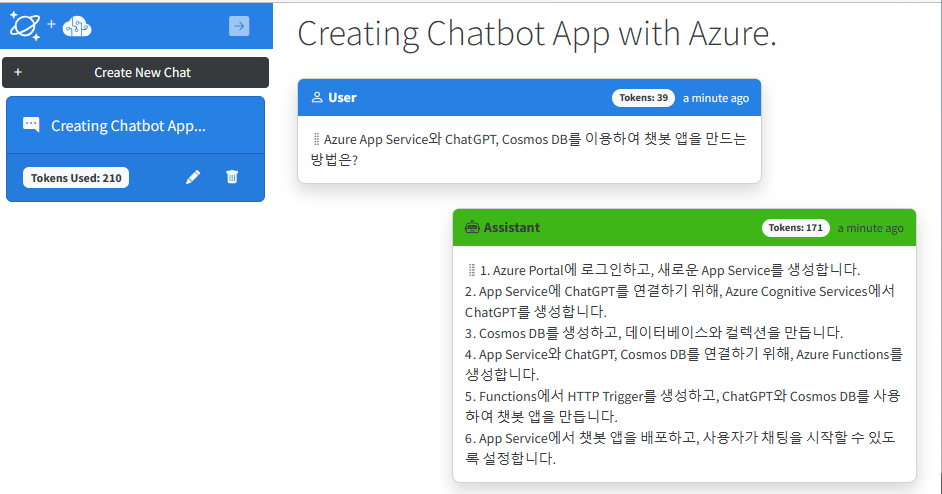 +
Creating Chatbot App with Azure.
+ Create New Chat
Creating Chatbot App...
Tokens Used: 210
User Tokens: 39 a minute ago
Azure App Service와 ChatGPT, Cosmos DB를 이용하여 챗봇 앱을 만드는
방법은?
Assistant Tokens: 171 a minute ago
1. Azure Portal에 로그인하고, 새로운 App Service를 생성합니다.
2. App Service에 ChatGPT를 연결하기 위해, Azure Cognitive Services에서
ChatGPT를 생성합니다.
3. Cosmos DB를 생성하고, 데이터베이스와 컬렉션을 만듭니다.
4. App Service와 ChatGPT, Cosmos DB를 연결하기 위해, Azure Functions를
생성합니다.
5. Functions에서 HTTP Trigger를 생성하고, ChatGPT와 Cosmos DB를 사용
하여 챗봇 앱을 만듭니다.
6. App Service에서 챗봇 앱을 배포하고, 사용자가 채팅을 시작할 수 있도
록 설정합니다.